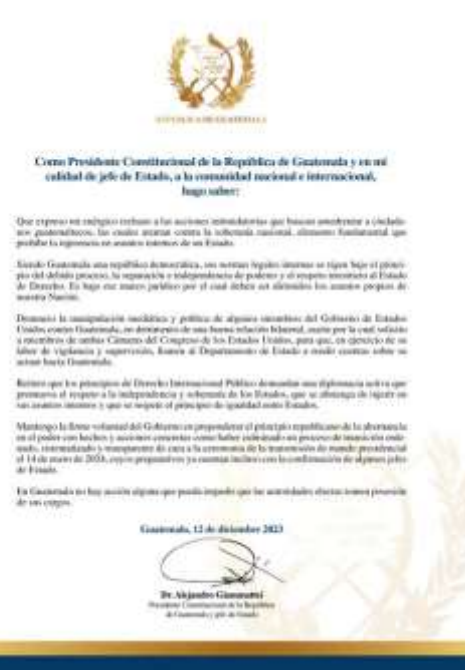 REPÚBLICA DE GUATEMALA
Como Presidente Constitucional de la República de Guatemala y en mi
calidad de jefe de Estado, a la comunidad nacional e internacional,
hago saber:
Que expreso mi enérgico rechazo a las acciones intimidatorias que buscan amedrentar a ciudada-
nos guatemaltecos, las cuales atentan contra la soberanía nacional, elemento fundamental que
prohíbe la injerencia en asuntos internos de un Estado.
Siendo Guatemala una república democrática, sus normas legales internas se rigen bajo el princi-
pio del debido proceso, la separación e independencia de poderes y el respeto irrestricto al Estado
de Derecho. Es bajo ese marco jurídico por el cual deben ser dirimidos los asuntos propios de
nuestra Nación.
Denuncio la manipulación mediática y política de algunos miembros del Gobierno de Estados
Unidos contra Guatemala, en detrimento de una buena relación bilateral, razón por la cual solicito
a miembros de ambas Cámaras del Congreso de los Estados Unidos, para que, en ejercicio de su
labor de vigilancia y supervisión, llamen al Departamento de Estado a rendir cuentas sobre su
actuar hacia Guatemala.
Reitero que los principios de Derecho Internacional Público demandan una diplomacia activa que
promueva el respeto a la independencia y soberanía de los Estados, que se abstenga de injerir en
sus asuntos internos y que se respete el principio de igualdad entre Estados.
Mantengo la firme voluntad del Gobierno en preponderar el principio republicano de la alternancia
en el poder con hechos y acciones concretas como haber culminado un proceso de transición orde-
nado, sistematizado y transparente de cara a la ceremonia de la transmisión de mando presidencial
el 14 de enero de 2024, cuyos preparativos ya cuentan incluso con la confirmación de algunos jefes
de Estado.
En Guatemala no hay acción alguna que pueda impedir que las autoridades electas tomen posesión
de sus cargos.
Guatemala, 12 de diciembre 2023
Dr. Alejandro Giammattei
Presidente Constitucional de la República
de Guatemala y jefe de Estado